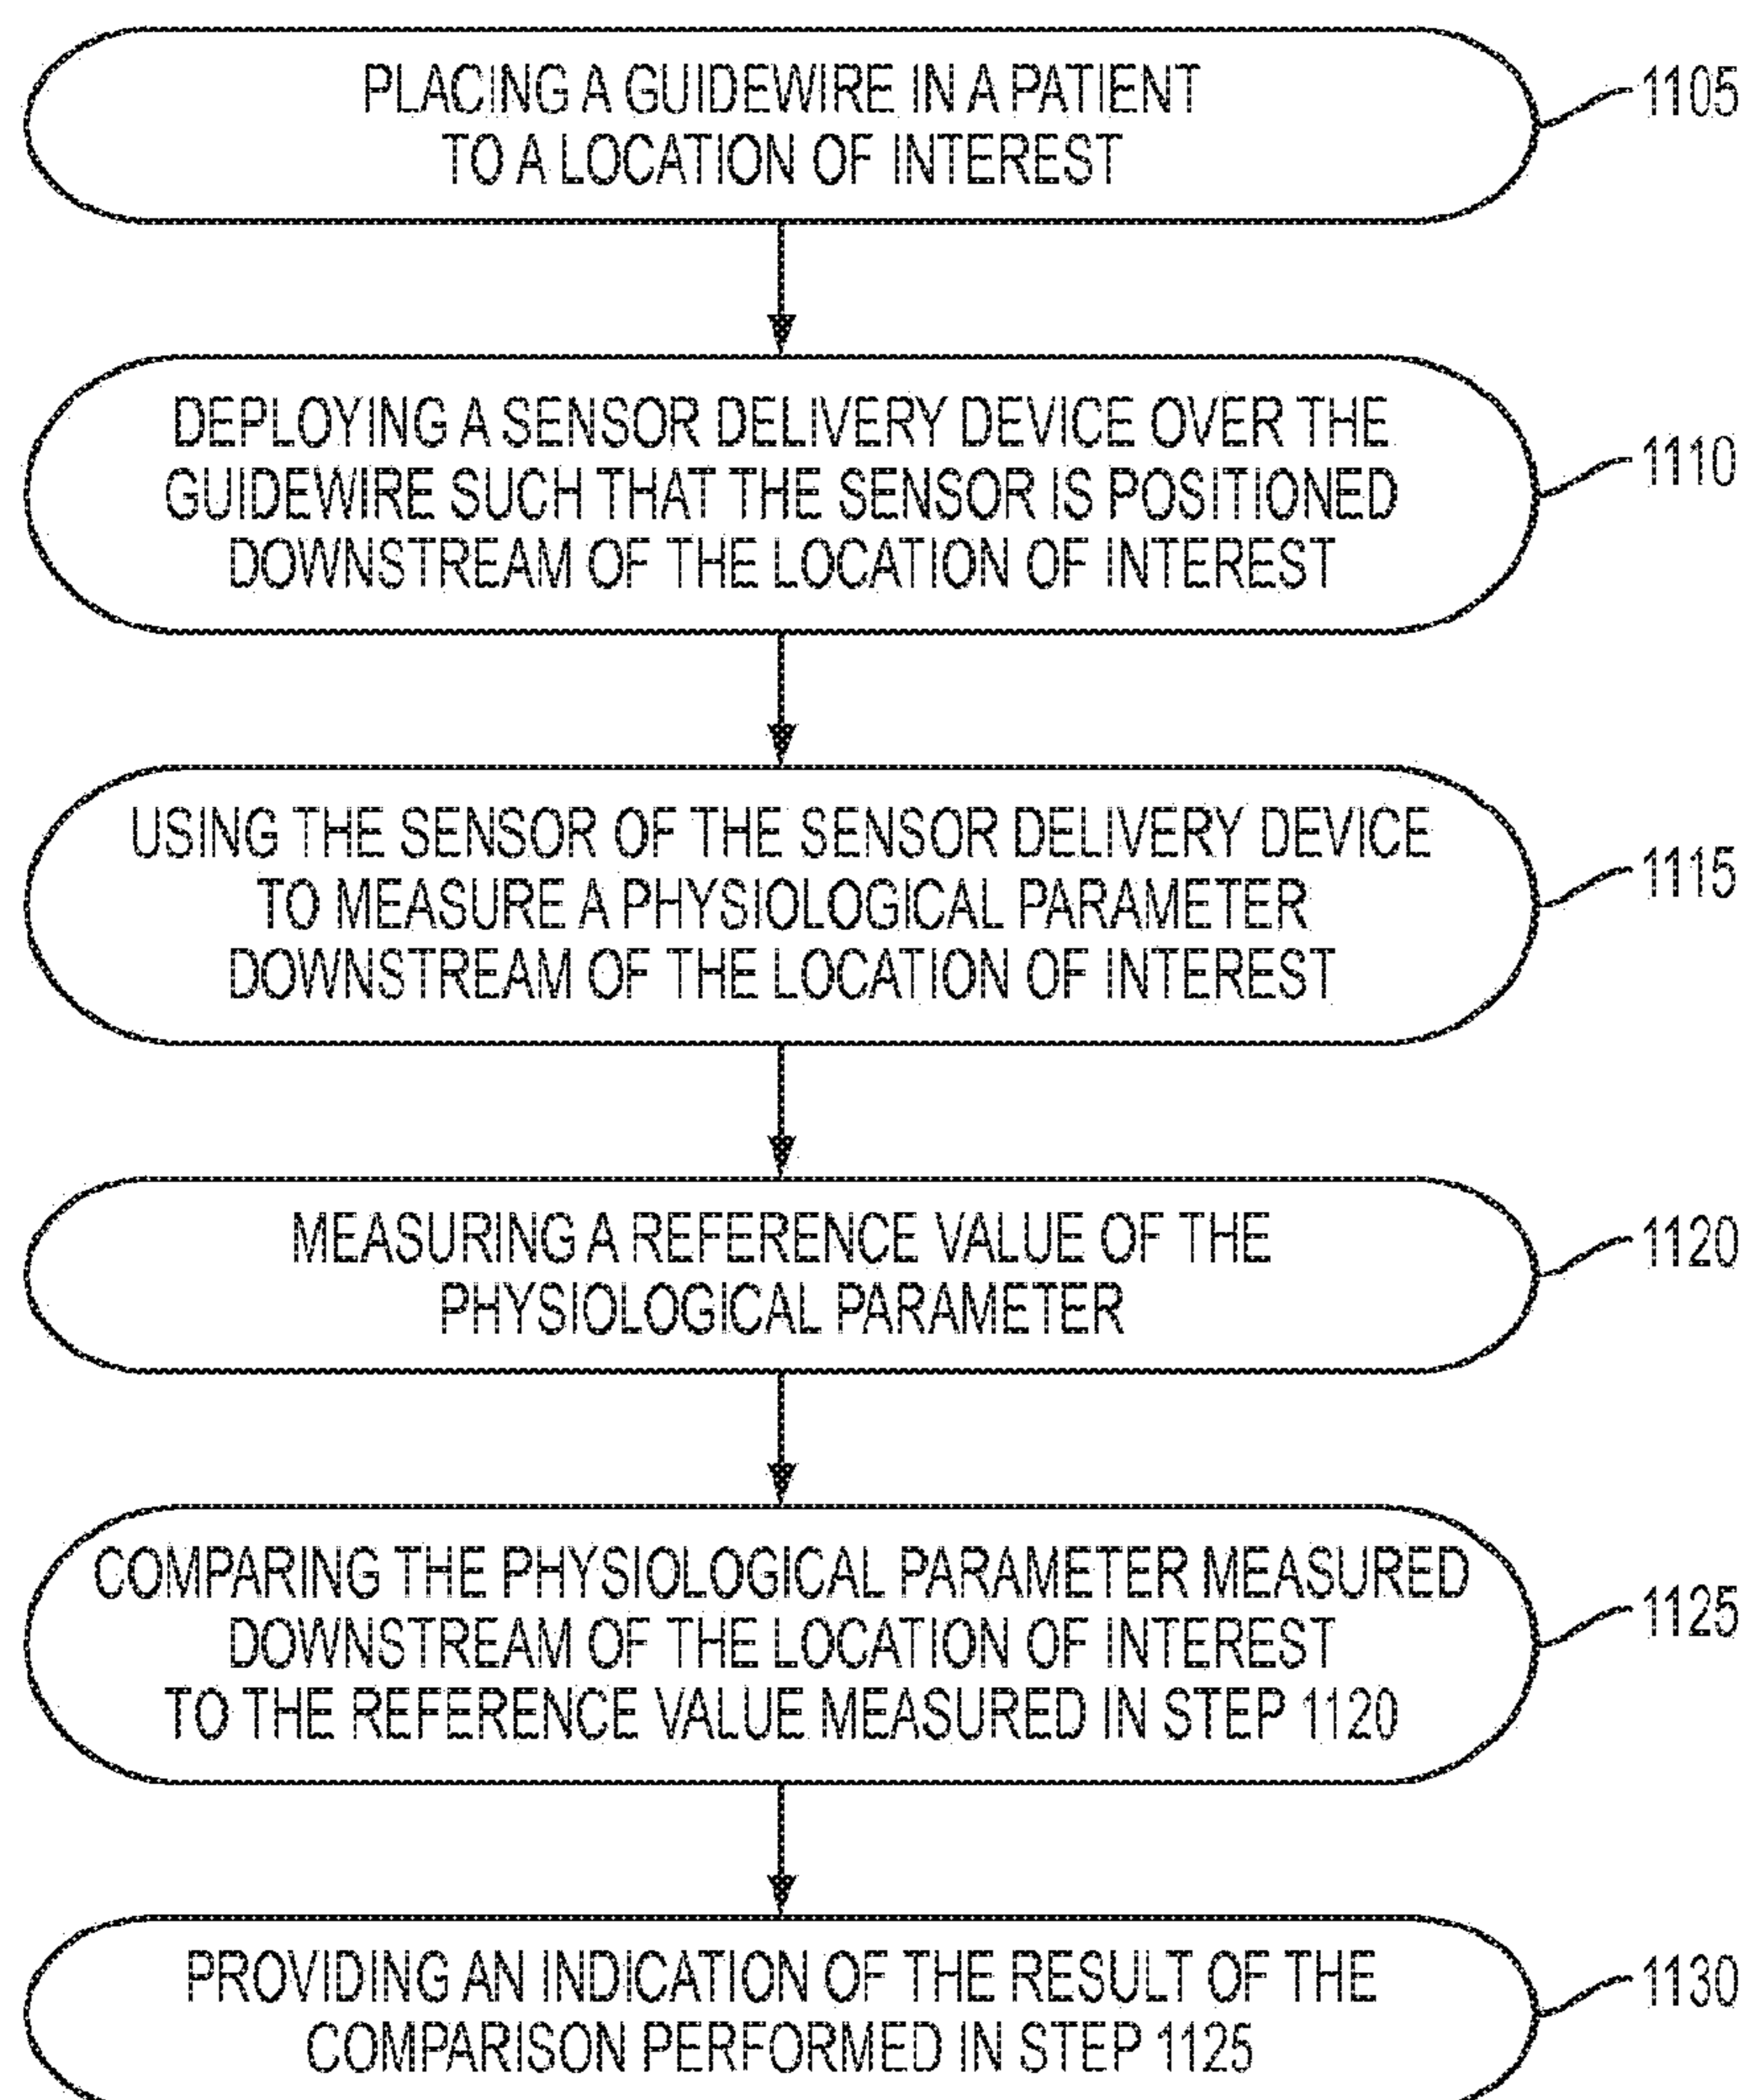 PLACING A GUIDEWIRE IN A PATIENT
TO A LOCATION OF INTEREST
1105
DEPLOYING A SENSOR DELIVERY DEVICE OVER THE
GUIDEWIRE SUCH THAT THE SENSOR IS POSITIONED
DOWNSTREAM OF THE LOCATION OF INTEREST
1110
USING THE SENSOR OF THE SENSOR DELIVERY DEVICE
TO MEASURE A PHYSIOLOGICAL PARAMETER
DOWNSTREAM OF THE LOCATION OF INTEREST
1115
MEASURING A REFERENCE VALUE OF THE
PHYSIOLOGICAL PARAMETER
1120
COMPARING THE PHYSIOLOGICAL PARAMETER MEASURED
DOWNSTREAM OF THE LOCATION OF INTEREST
TO THE REFERENCE VALUE MEASURED IN STEP 1120
1125
PROVIDING AN INDICATION OF THE RESULT OF THE
COMPARISON PERFORMED IN STEP 1125
1130